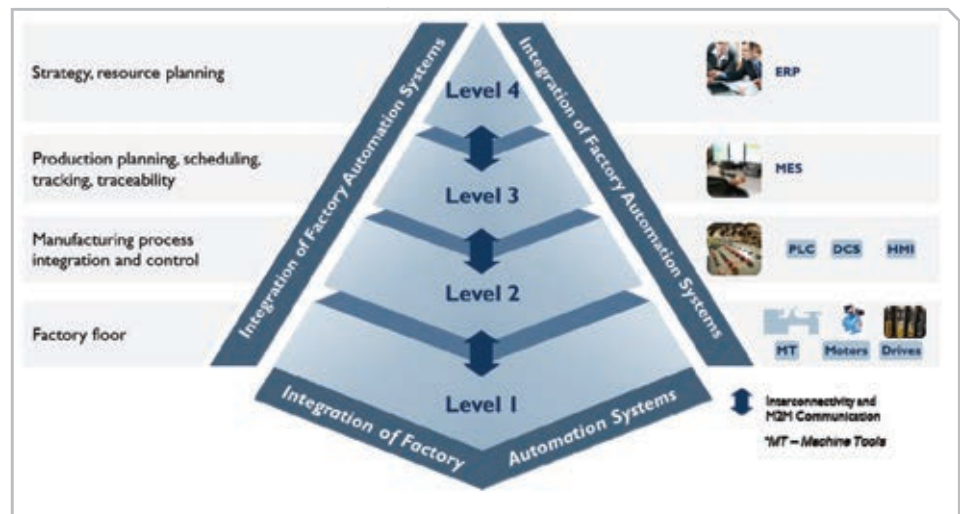 Strategy, resource planning
Level 4
ERP
Production planning, scheduling,
tracking, traceability
Level 3
MES
Manufacturing process
integration and control
Level 2
PLC DCS HMI
Factory floor
Level 1
MT Motors Drives
Integration of Factory Automation Systems
Integration of Factory Automation Systems
Integration of Factory
Automation Systems
Interconnectivity and
M2M Communication
*MT – Machine Tools